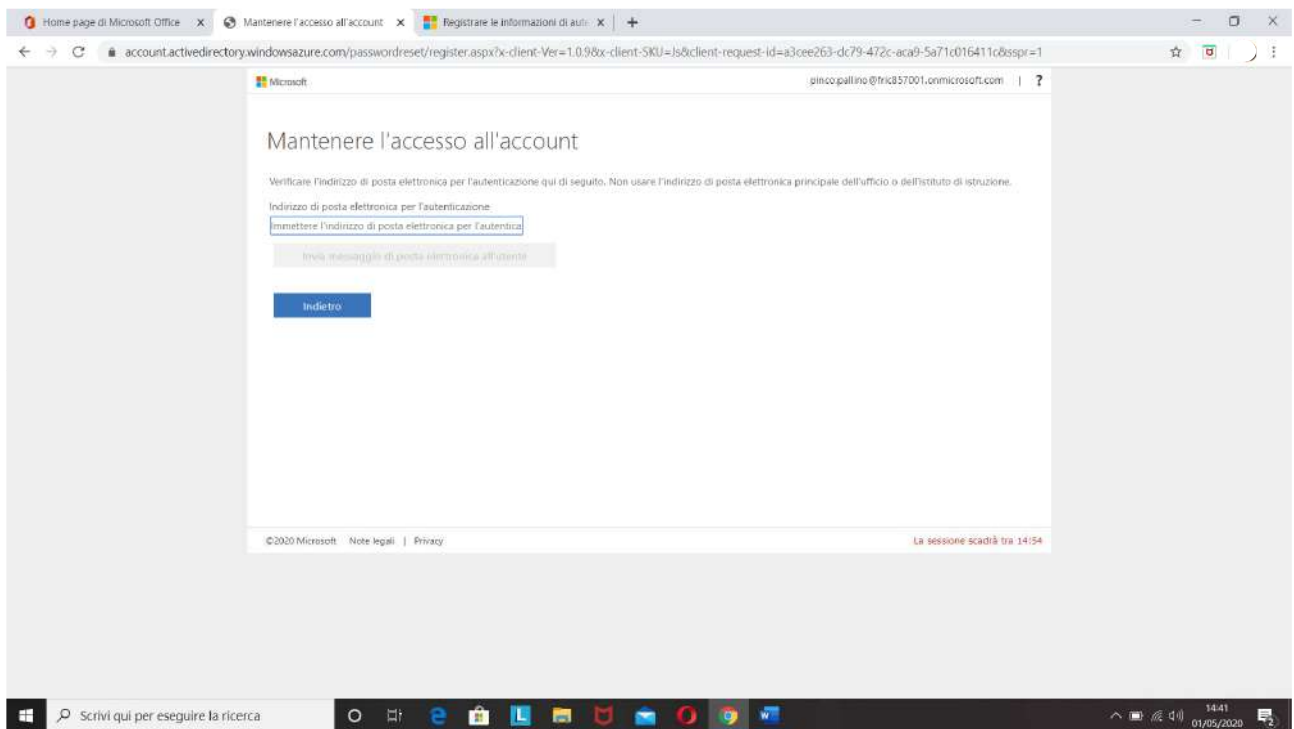 Home page di Microsoft Office
Mantenere l'accesso all'account
Registrare le informazioni di aute
account.activedirectory.windowsazure.com/passwordreset/register.aspx?x-client-Ver=1.0.9&x-client-SKU=Js&client-request-id=a3cee263-dc79-472c-aca9-5a71c016411c&sspr=1
Microsoft
pinco.pallino@fric857001.onmicrosoft.com | ?
Mantenere l'accesso all'account
Verificare l'indirizzo di posta elettronica per l'autenticazione qui di seguito. Non usare l'indirizzo di posta elettronica principale dell'ufficio o dell'istituto di istruzione.
Indirizzo di posta elettronica per l'autenticazione
Immettere l'indirizzo di posta elettronica per l'autentica
Invia messaggio di posta elettronica all'utente
Indietro
©2020 Microsoft Note legali | Privacy
La sessione scadrà tra 14:54
Scrivi qui per eseguire la ricerca
14:41
01/05/2020